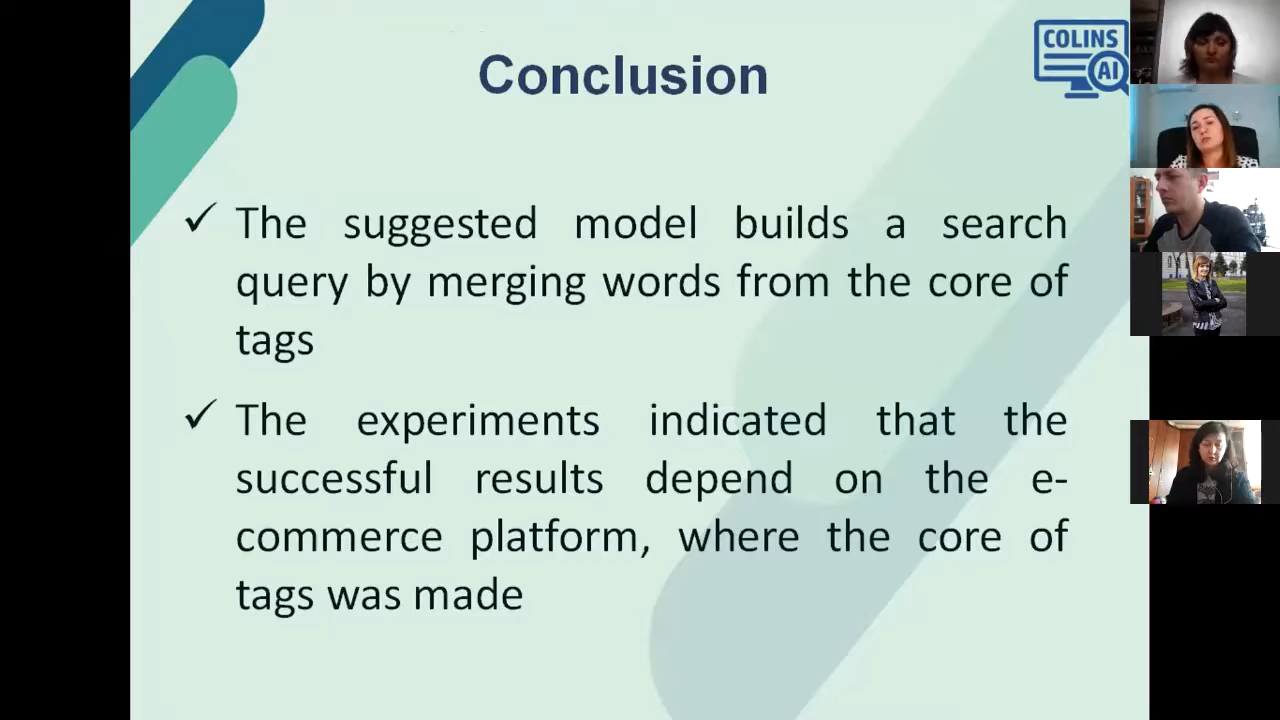 Conclusion
COLINS
AI
✓ The suggested model builds a search
query by merging words from the core of
tags
✓ The experiments indicated that the
successful results depend on the e-
commerce platform, where the core of
tags was made